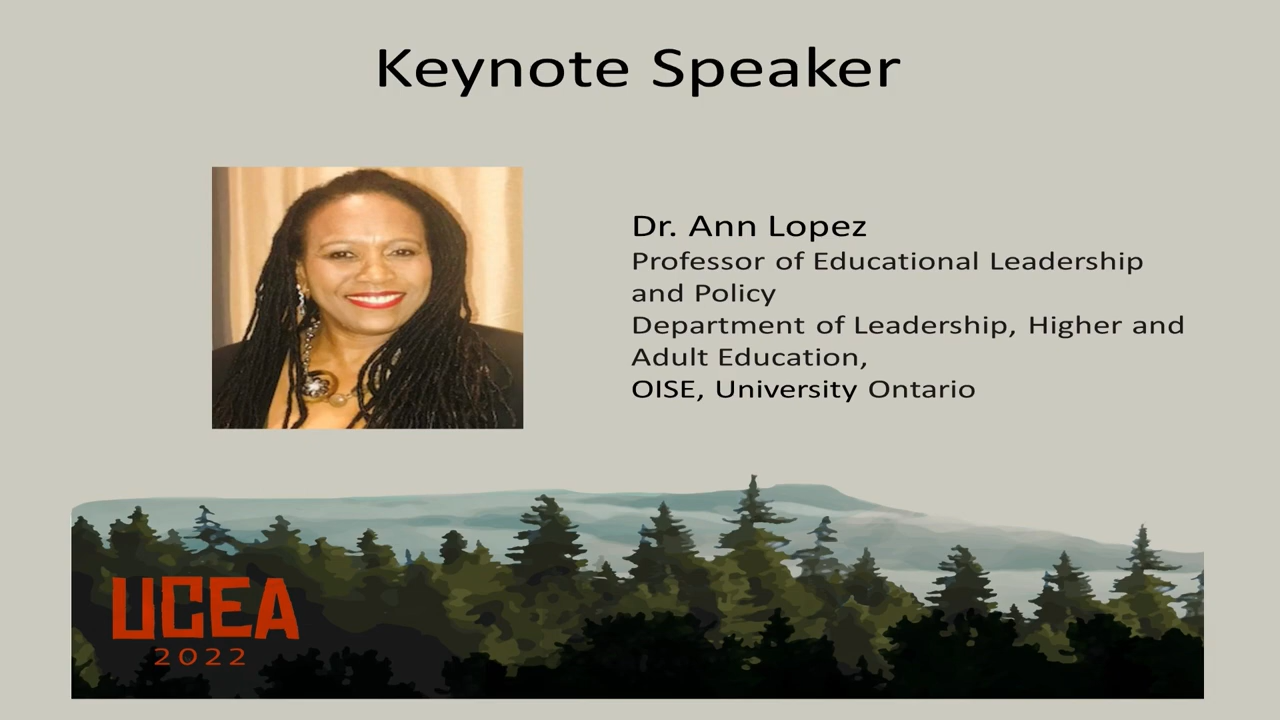 Keynote Speaker
Dr. Ann Lopez
Professor of Educational Leadership
and Policy
Department of Leadership, Higher and
Adult Education,
OISE, University Ontario
UCEA
2022